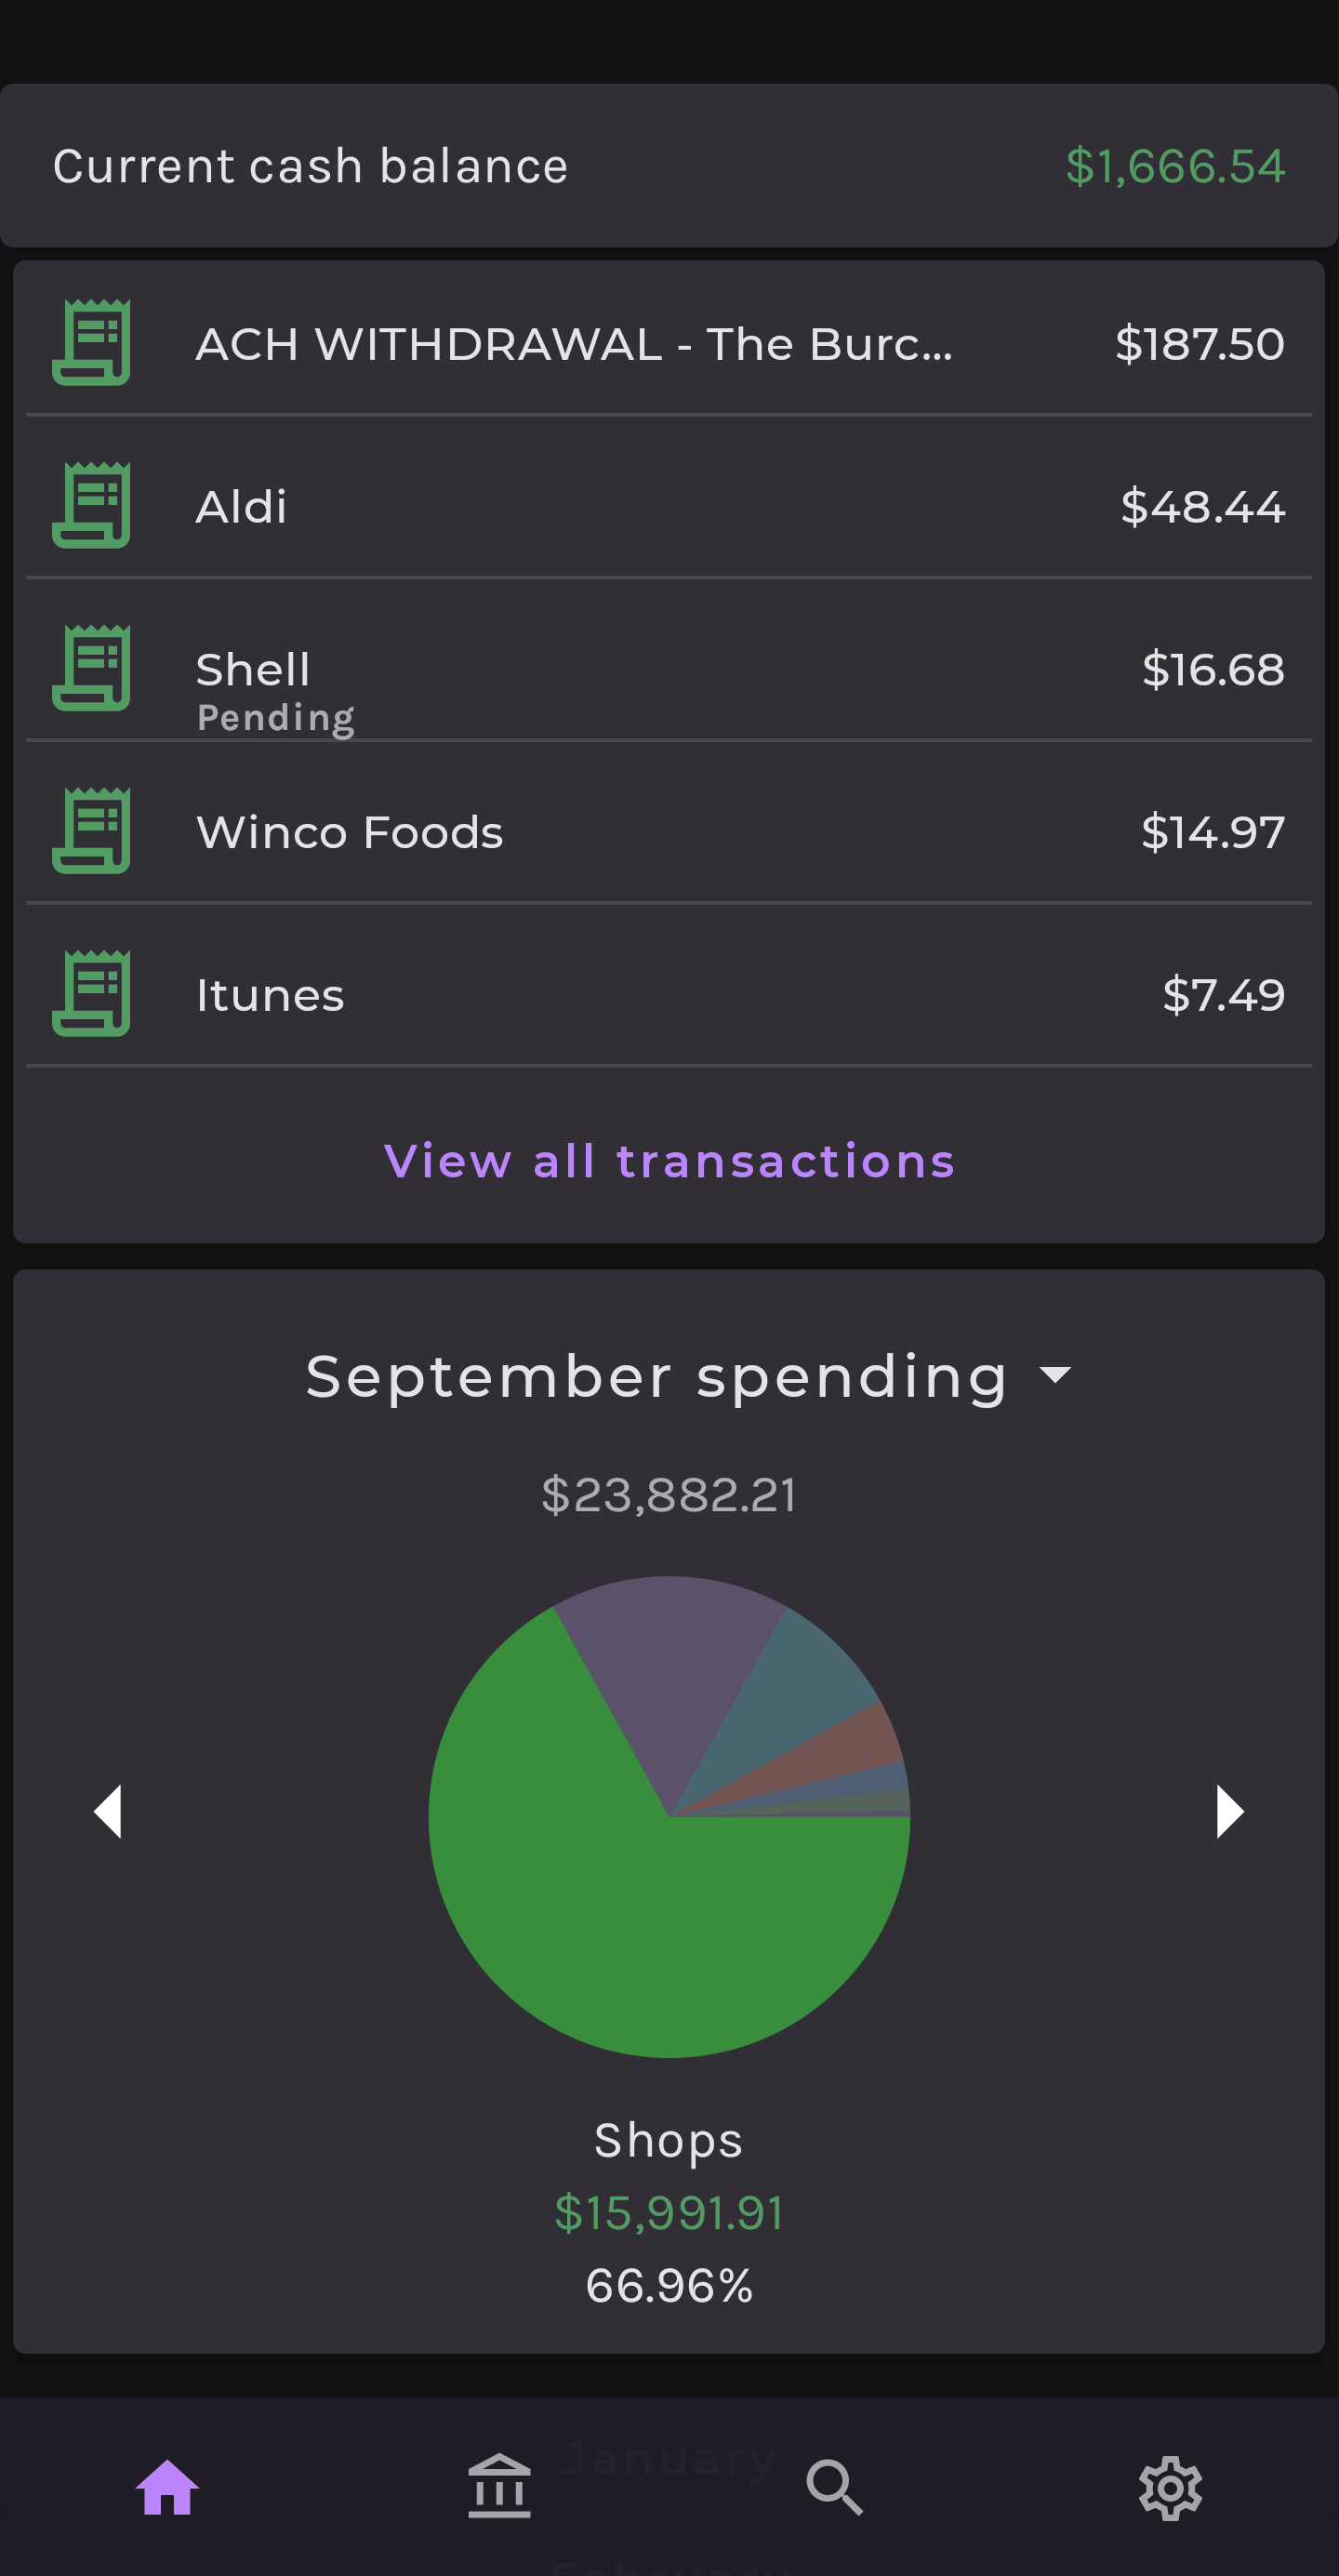 Current cash balance $1,666.54
ACH WITHDRAWAL - The Burc... $187.50
Aldi $48.44
Shell $16.68
Pending
Winco Foods $14.97
Itunes $7.49
View all transactions
September spending
$23,882.21
Shops
$15,991.91
66.96%
January
February